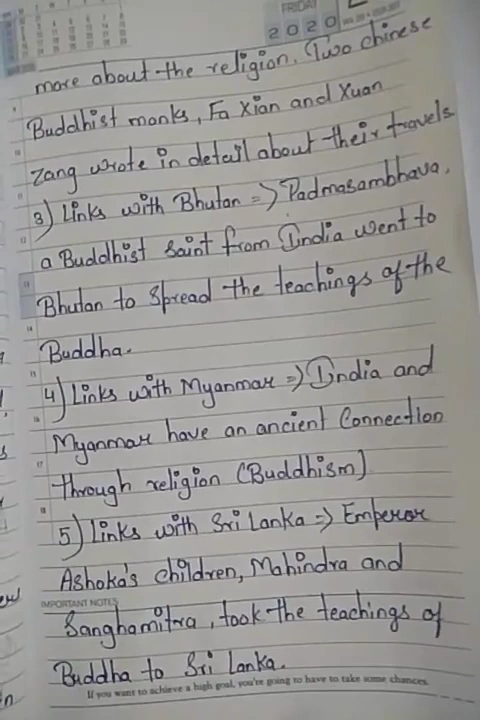 FRIDAY
2020
more about the religion. Two chinese
Buddhist monks, Fa Xian and Xuan
Zang wrote in detail about their travels
3) Links with Bhutan => Padmasambhava,
a Buddhist Saint from India went to
Bhutan to Spread the teachings of the
Buddha.
4) Links with Myanmar => India and
Myanmar have an ancient Connection
through religion (Buddhism)
5) Links with Sri Lanka => Emperor
Ashoka's children, Mahindra and
IMPORTANT NOTES
Sanghamitra, took the teachings of
Buddha to Sri Lanka.
If you want to achieve a high goal, you're going to have to take some chances.